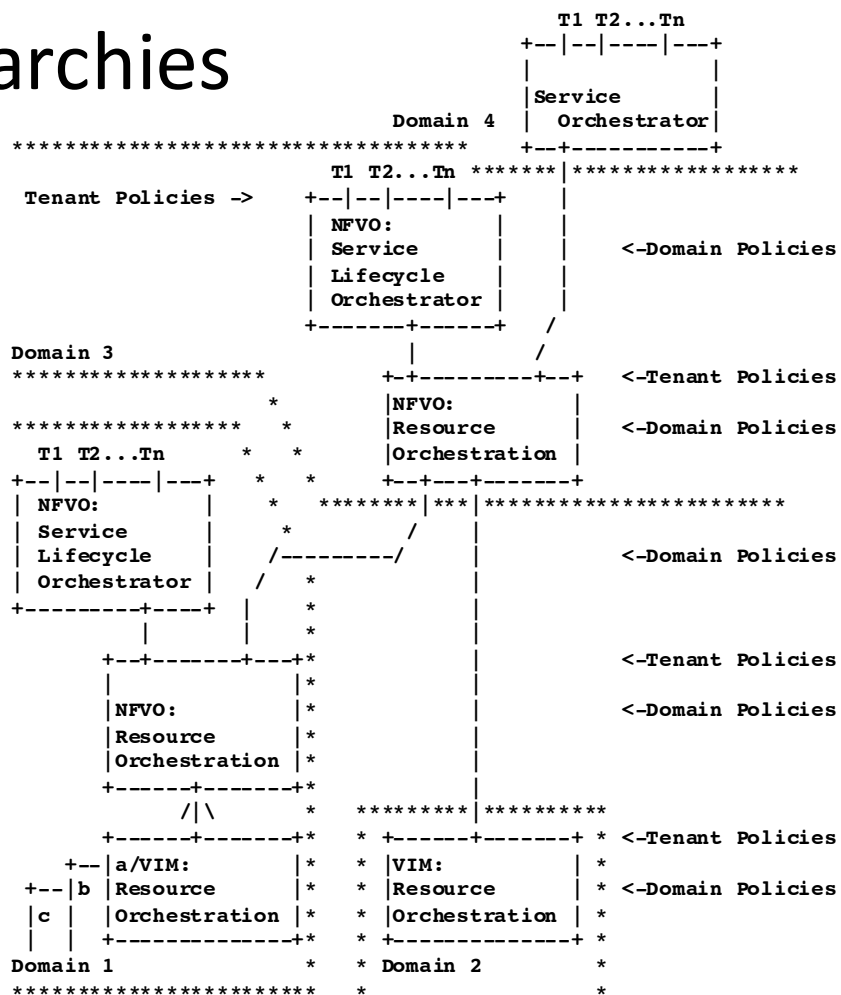 archies
T1 T2...Tn
+--|--|----|---+
| |
|Service |
Domain 4 | Orchestrator|
*********************************** +--+-----------+
T1 T2...Tn *******|*****************
Tenant Policies -> +--|--|----|---+ |
| NFVO: | |
| Service | | <-Domain Policies
| Lifecycle | |
| Orchestrator | |
+-------+------+ /
Domain 3 | /
******************* +-+---------+--+ <-Tenant Policies
* |NFVO: |
****************** * |Resource | <-Domain Policies
T1 T2...Tn * * |Orchestration |
+--|--|----|---+ * * +--+---+-------+
| NFVO: | * ********|***|***********************
| Service | * / |
| Lifecycle | /---------/ | <-Domain Policies
| Orchestrator | / * |
+---------+----+ | * |
| | * |
+--+-------+---+* | <-Tenant Policies
| |* |
|NFVO: |* | <-Domain Policies
|Resource |* |
|Orchestration |* |
+------+-------+* |
/|\ * *********|**********
+------+-------+* * +------+-------+ * <-Tenant Policies
+--|a/VIM: |* * |VIM: | *
+--|b |Resource |* * |Resource | * <-Domain Policies
|c | |Orchestration |* * |Orchestration | *
| | +--------------+* * +--------------+ *
Domain 1 * * Domain 2 *
*********************** * *